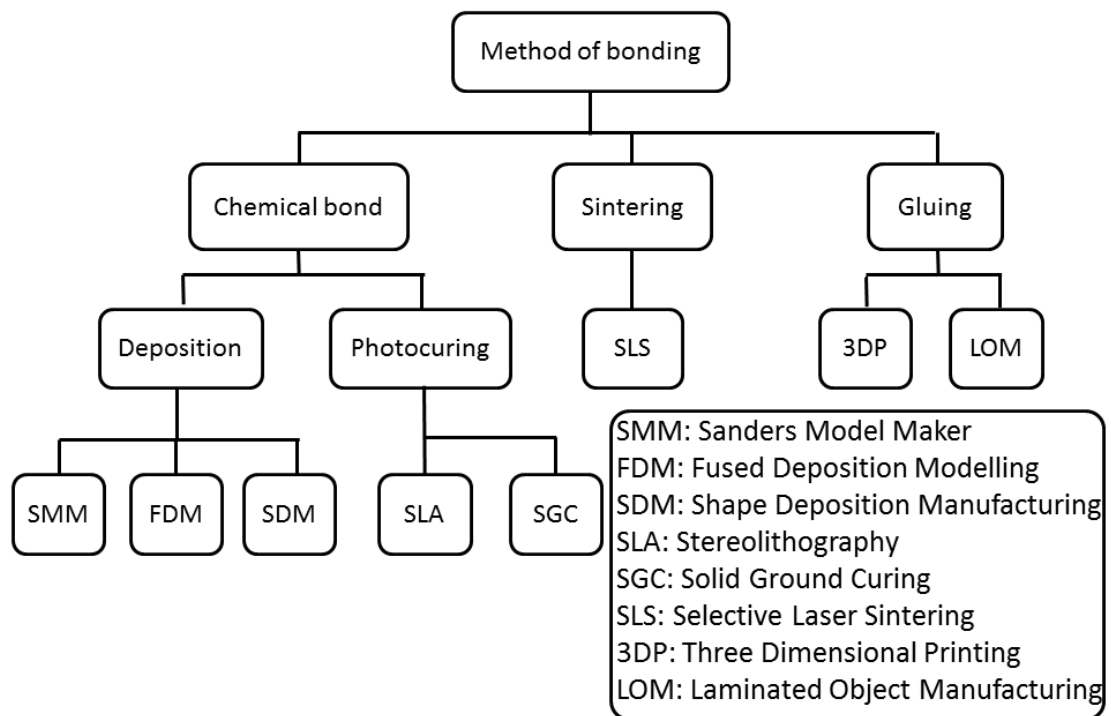 Method of bonding
Chemical bond
Sintering
Gluing
Deposition
Photocuring
SLS
3DP
LOM
SMM
FDM
SDM
SLA
SGC
SMM: Sanders Model Maker
FDM: Fused Deposition Modelling
SDM: Shape Deposition Manufacturing
SLA: Stereolithography
SGC: Solid Ground Curing
SLS: Selective Laser Sintering
3DP: Three Dimensional Printing
LOM: Laminated Object Manufacturing